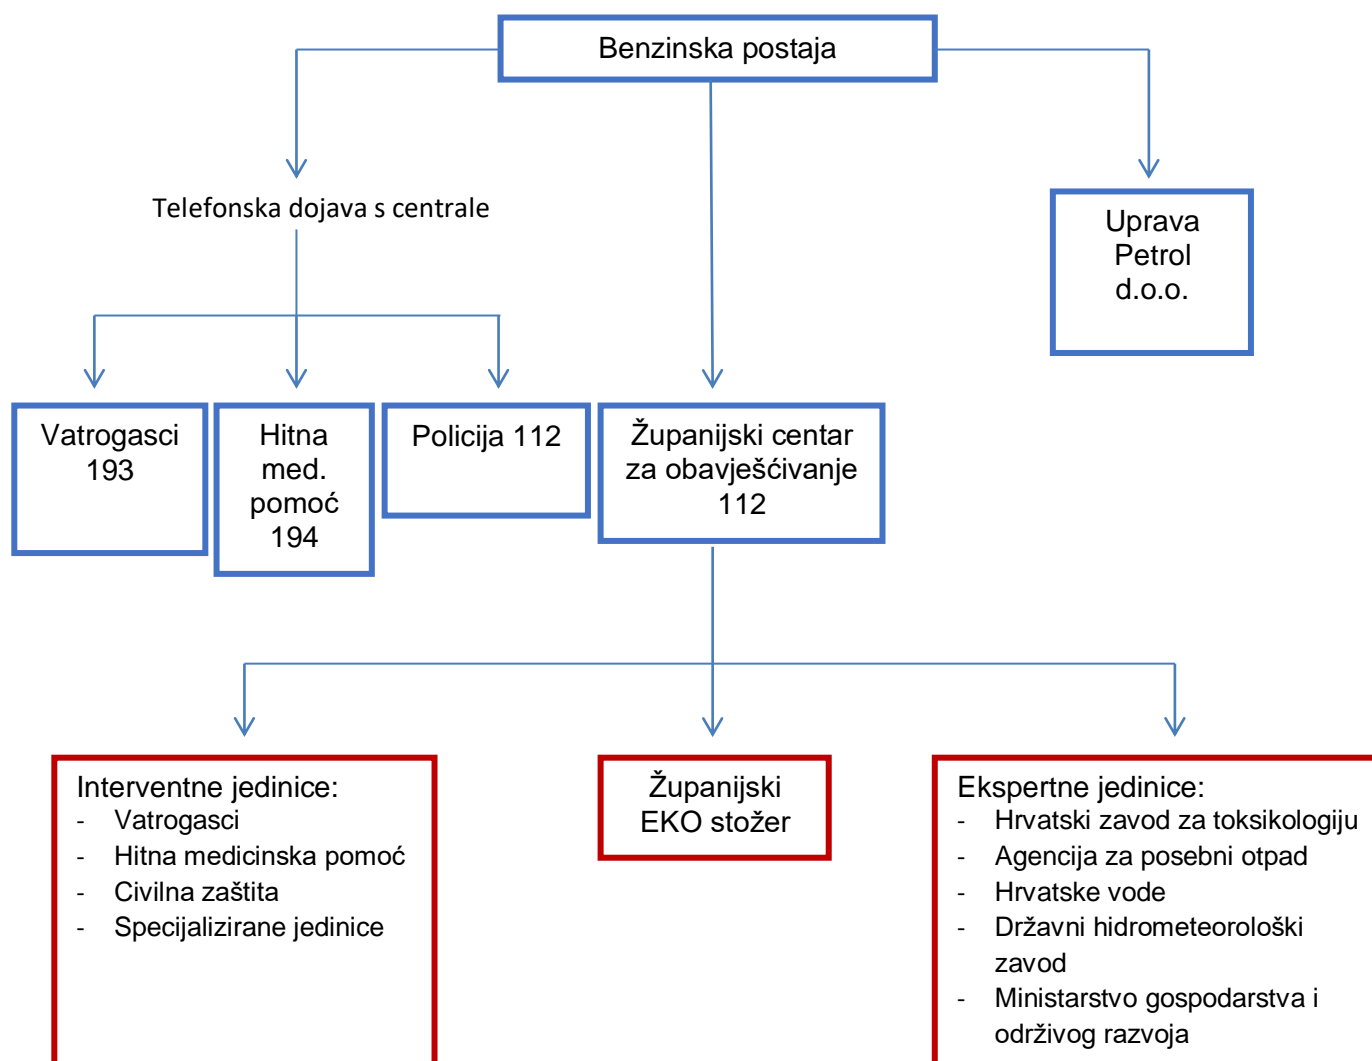 Benzinska postaja
Telefonska dojava s centrale
Uprava
Petrol
d.o.o.
Vatrogasci
193
Hitna
med.
pomoć
194
Policija 112
Županijski centar
za obavješćivanje
112
Interventne jedinice:
- Vatrogasci
- Hitna medicinska pomoć
- Civilna zaštita
- Specijalizirane jedinice
Županijski
EKO stožer
Ekspertne jedinice:
- Hrvatski zavod za toksikologiju
- Agencija za posebni otpad
- Hrvatske vode
- Državni hidrometeorološki
zavod
- Ministarstvo gospodarstva i
održivog razvoja